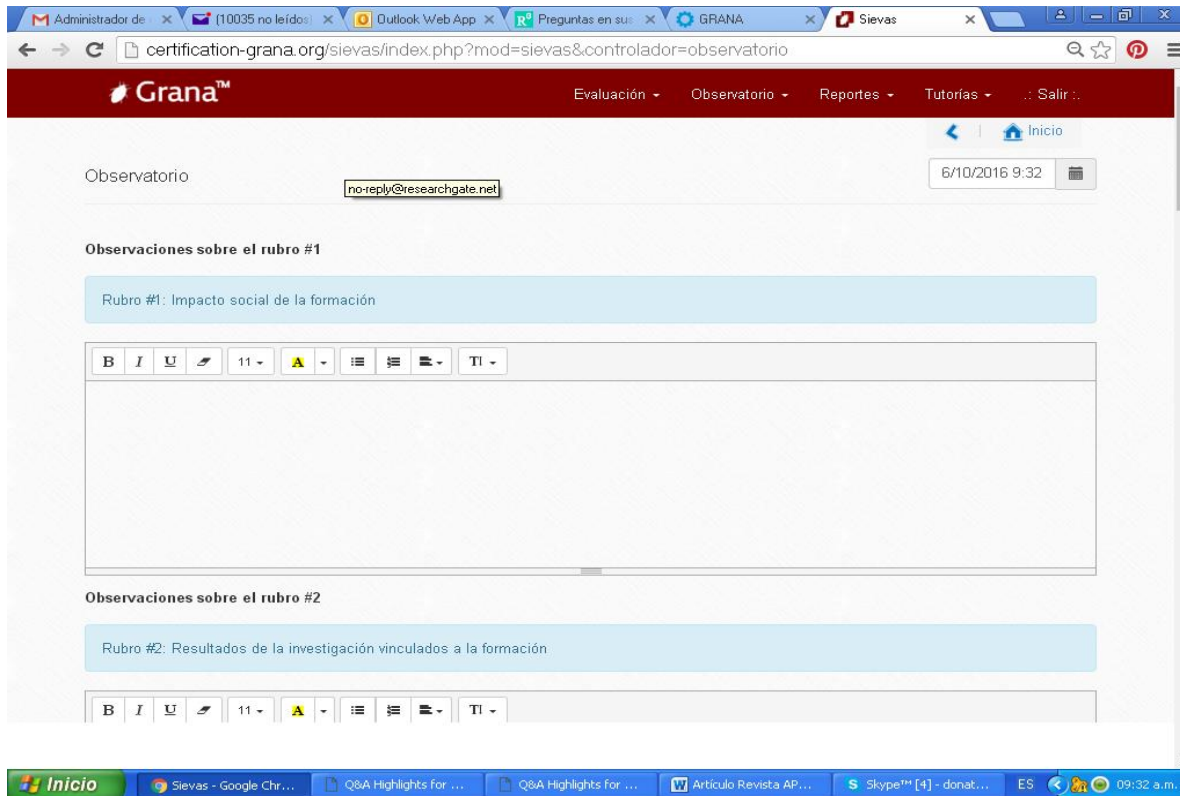 Administrador de (10035 no leídos) Outlook Web App Preguntas en sus GRANA Sievas
certification-grana.org/sievas/index.php?mod=sievas&controlador=observatorio
Grana™ Evaluación Observatorio Reportes Tutorías .: Salir :.
Inicio
Observatorio 6/10/2016 9:32
no-reply@researchgate.net
Observaciones sobre el rubro #1
Rubro #1: Impacto social de la formación
B I U 11 A TI
Observaciones sobre el rubro #2
Rubro #2: Resultados de la investigación vinculados a la formación
B I U 11 A TI
Inicio Sievas - Google Chr... Q&A Highlights for ... Q&A Highlights for ... Artículo Revista AP... Skype™ [4] - donat... ES 09:32 a.m.